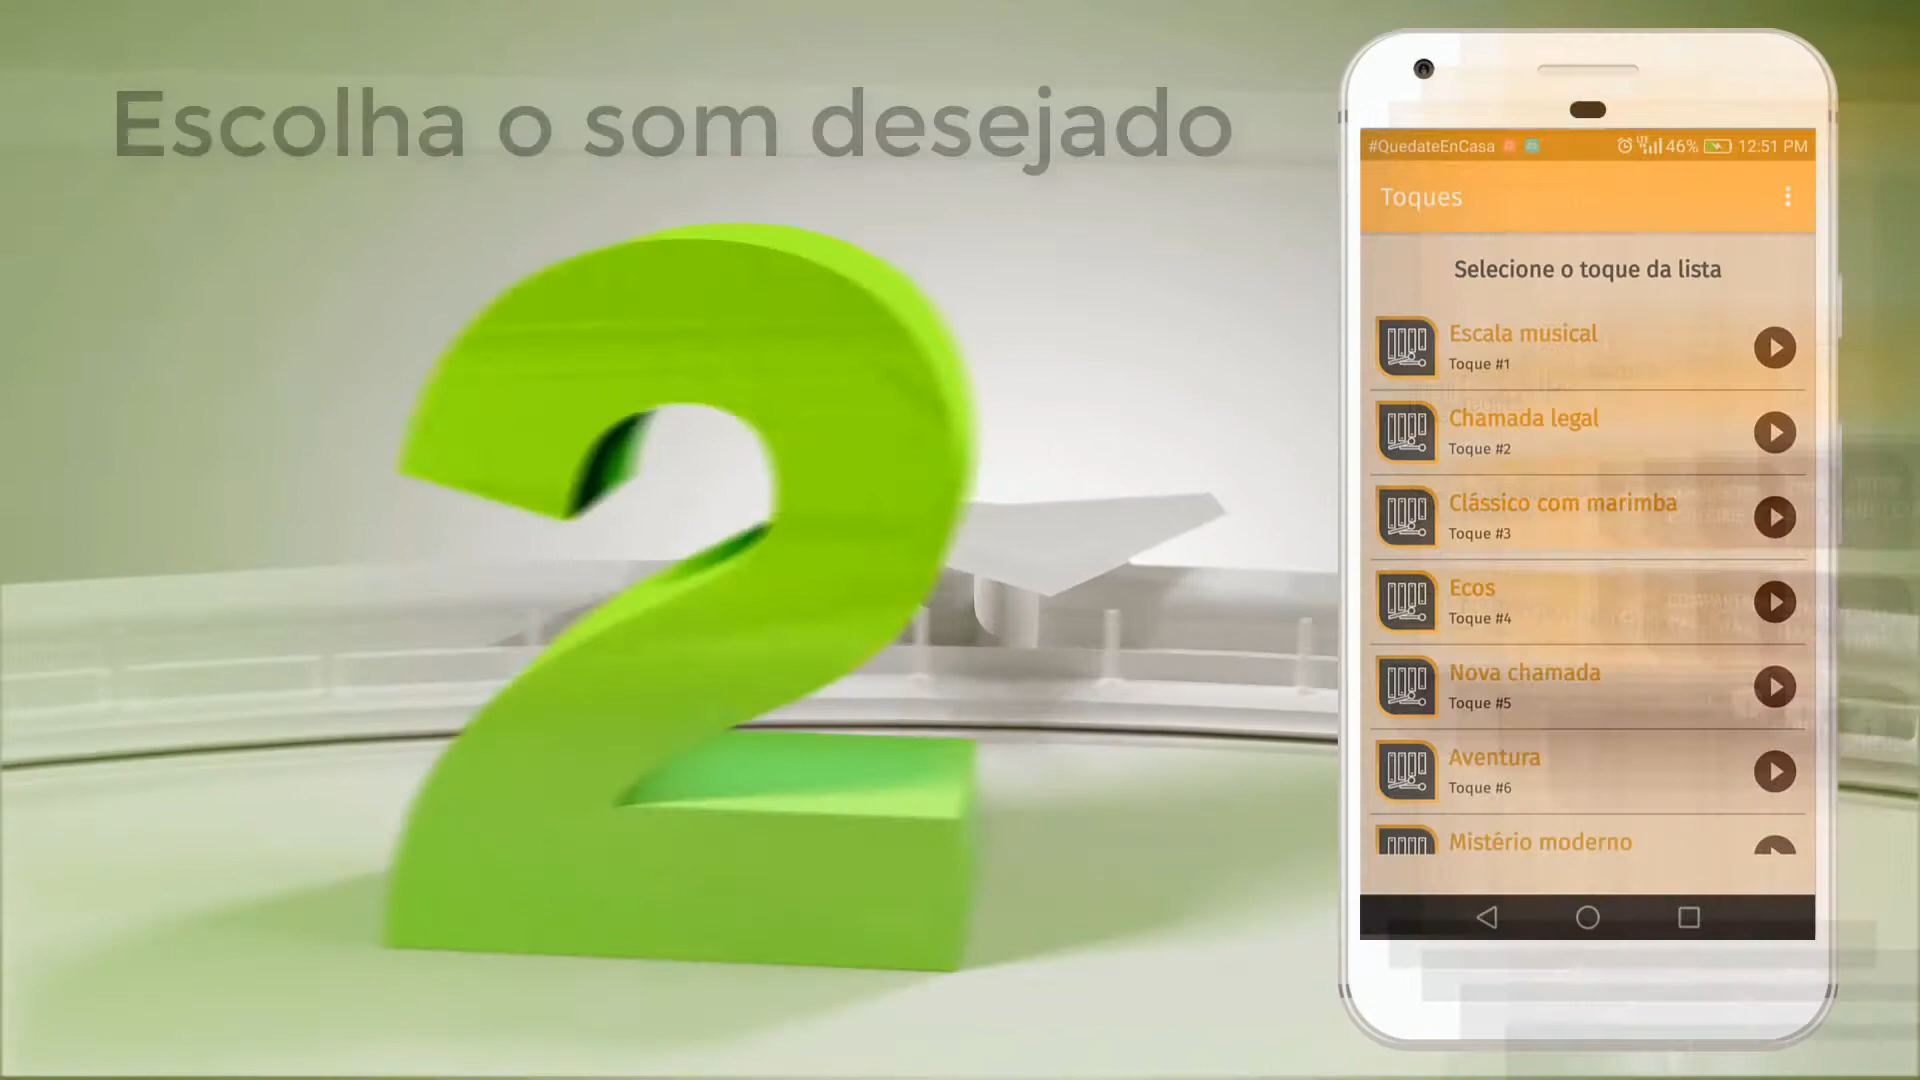 Escolha o som desejado
2
#QuedateEnCasa LTE 46% 12:51 PM
Toques
Selecione o toque da lista
Escala musical
Toque #1
Chamada legal
Toque #2
Clássico com marimba
Toque #3
Ecos
Toque #4
Nova chamada
Toque #5
Aventura
Toque #6
Mistério moderno